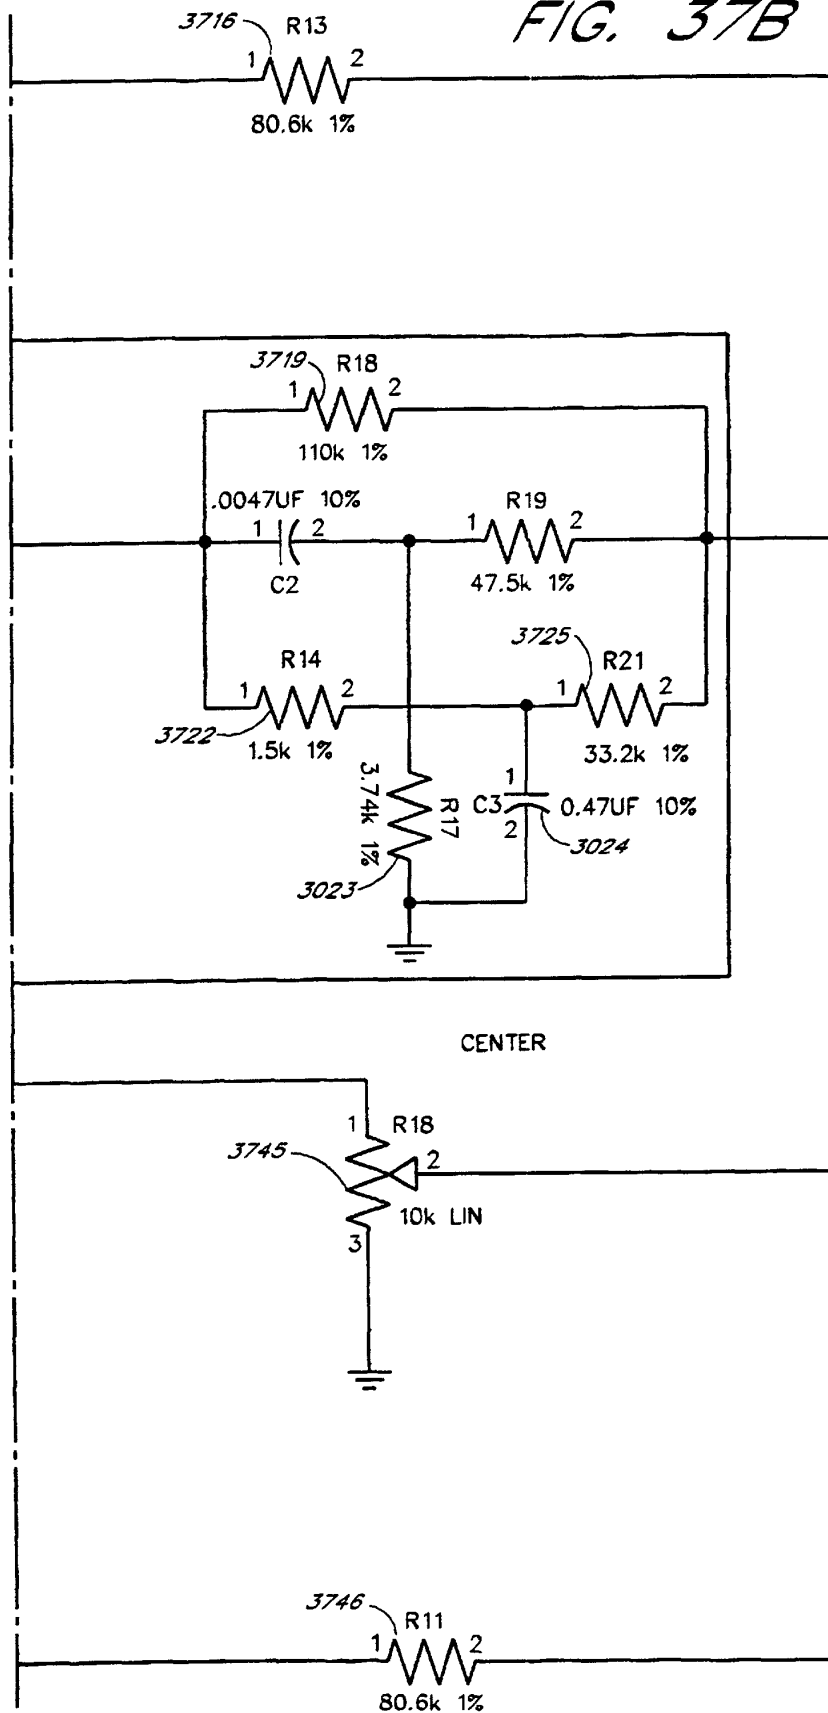 FIG. 37B
3716 R13
1 2
80.6k 1%
3719 R18
1 2
110k 1%
.0047UF 10%
1 2
C2
R19
1 2
47.5k 1%
3725
R14
1 2
3722
1.5k 1%
R21
1 2
33.2k 1%
3.74k 1%
R17
3023
1
C3 0.47UF 10%
2
3024
CENTER
1 R18
3745
2
10k LIN
3
3746
R11
1 2
80.6k 1%